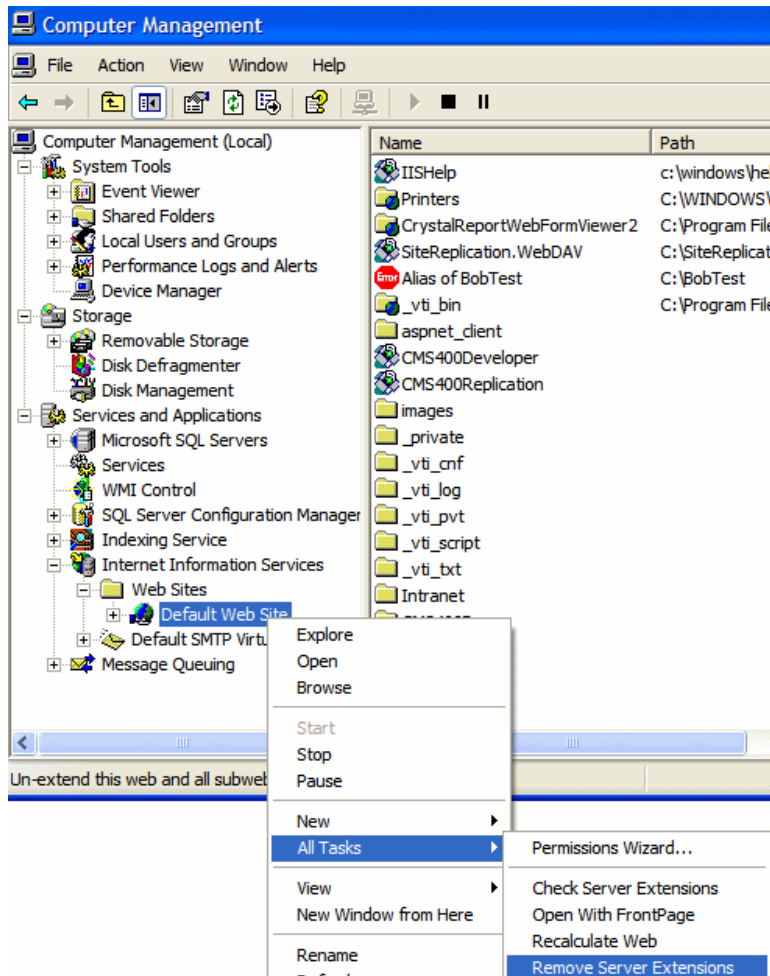 Computer Management
File Action View Window Help
Computer Management (Local)
System Tools
Event Viewer
Shared Folders
Local Users and Groups
Performance Logs and Alerts
Device Manager
Storage
Removable Storage
Disk Defragmenter
Disk Management
Services and Applications
Microsoft SQL Servers
Services
WMI Control
SQL Server Configuration Manager
Indexing Service
Internet Information Services
Web Sites
Default Web Site
Default SMTP Virtu
Message Queuing
Name Path
IISHelp c:\windows\hel
Printers C:\WINDOWS\
CrystalReportWebFormViewer2 C:\Program File
SiteReplication.WebDAV C:\SiteReplicat
Error Alias of BobTest C:\BobTest
_vti_bin C:\Program File
aspnet_client
CMS400Developer
CMS400Replication
images
_private
_vti_cnf
_vti_log
_vti_pvt
_vti_script
_vti_txt
Intranet
Un-extend this web and all subweb
Explore
Open
Browse
Start
Stop
Pause
New
All Tasks
View
New Window from Here
Rename
Permissions Wizard...
Check Server Extensions
Open With FrontPage
Recalculate Web
Remove Server Extensions